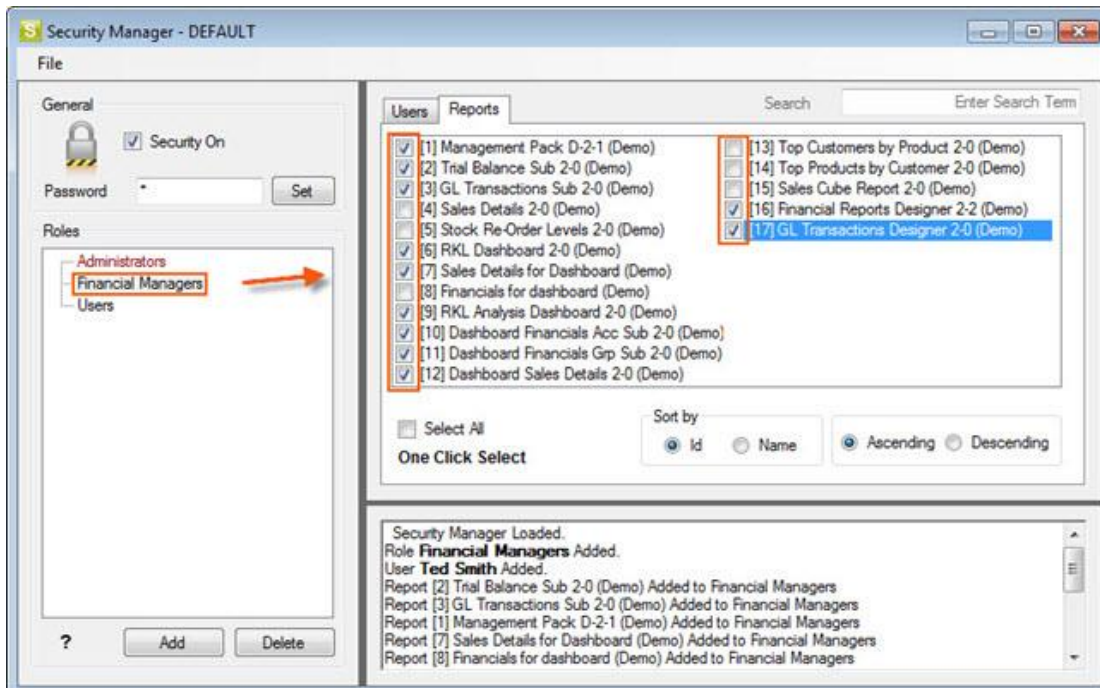 Security Manager - DEFAULT
File
General
Security On
Password * Set
Roles
Administrators
Financial Managers
Users
? Add Delete
Users Reports Search Enter Search Term
[1] Management Pack D-2-1 (Demo)
[2] Trial Balance Sub 2-0 (Demo)
[3] GL Transactions Sub 2-0 (Demo)
[4] Sales Details 2-0 (Demo)
[5] Stock Re-Order Levels 2-0 (Demo)
[6] RKL Dashboard 2-0 (Demo)
[7] Sales Details for Dashboard (Demo)
[8] Financials for dashboard (Demo)
[9] RKL Analysis Dashboard 2-0 (Demo)
[10] Dashboard Financials Acc Sub 2-0 (Demo)
[11] Dashboard Financials Grp Sub 2-0 (Demo)
[12] Dashboard Sales Details 2-0 (Demo)
[13] Top Customers by Product 2-0 (Demo)
[14] Top Products by Customer 2-0 (Demo)
[15] Sales Cube Report 2-0 (Demo)
[16] Financial Reports Designer 2-2 (Demo)
[17] GL Transactions Designer 2-0 (Demo)
Select All
One Click Select
Sort by
Id Name
Ascending Descending
Security Manager Loaded.
Role Financial Managers Added.
User Ted Smith Added.
Report [2] Trial Balance Sub 2-0 (Demo) Added to Financial Managers
Report [3] GL Transactions Sub 2-0 (Demo) Added to Financial Managers
Report [1] Management Pack D-2-1 (Demo) Added to Financial Managers
Report [7] Sales Details for Dashboard (Demo) Added to Financial Managers
Report [8] Financials for dashboard (Demo) Added to Financial Managers